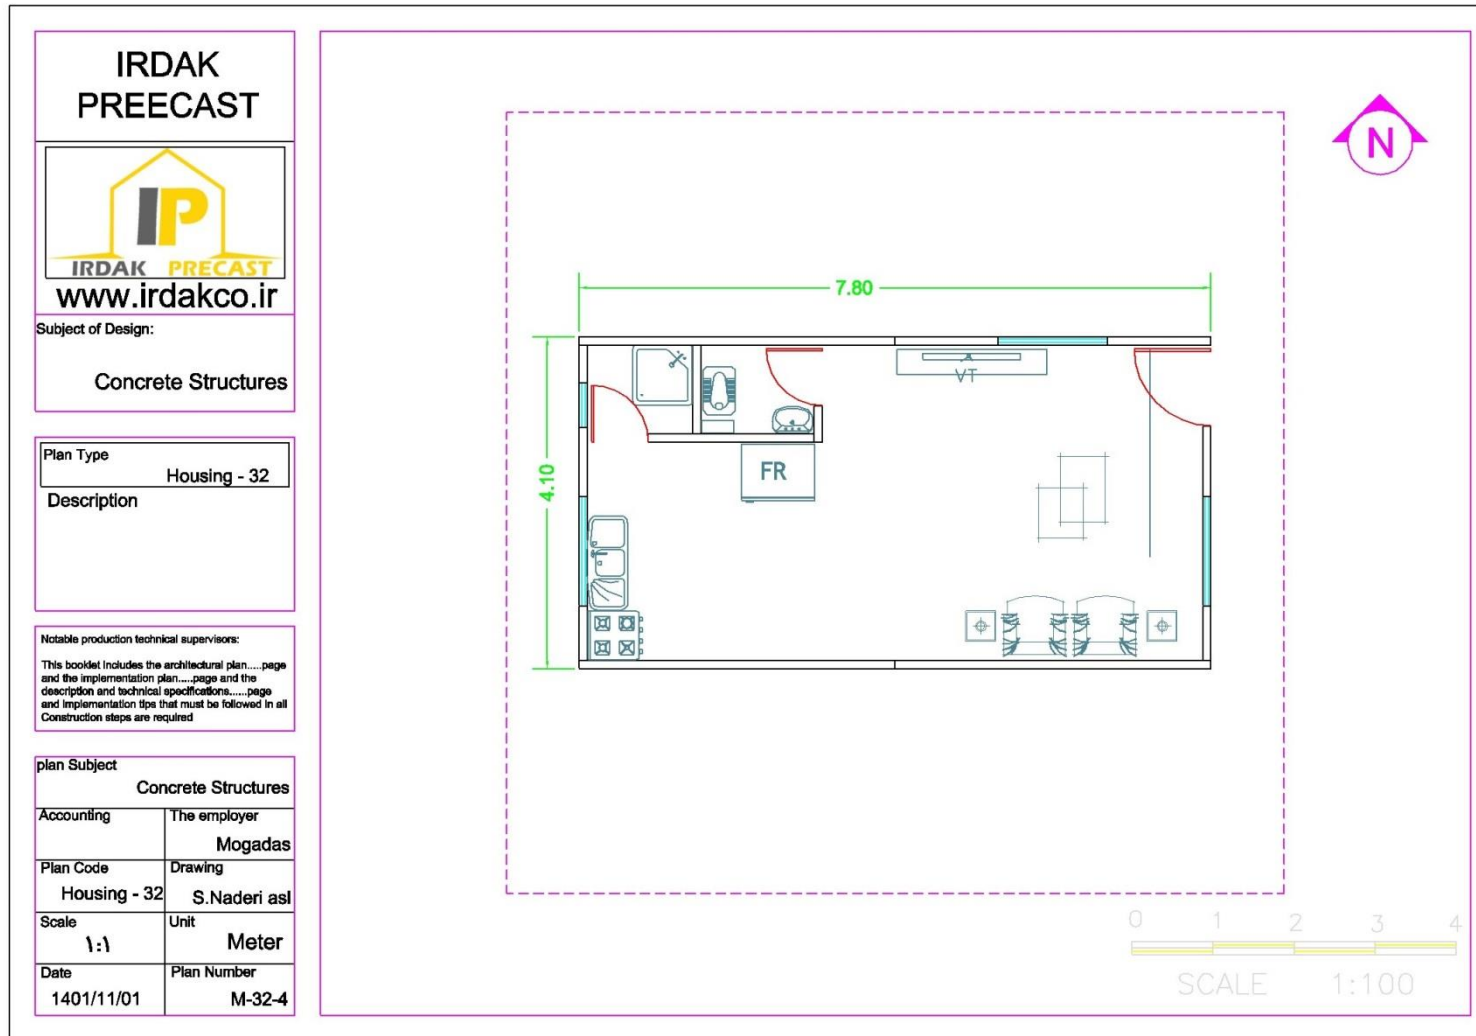 IRDAK
PREECAST
IP
IRDAK PRECAST
www.irdakco.ir
Subject of Design:
Concrete Structures
Plan Type
Housing - 32
Description
Notable production technical supervisors:
This booklet includes the architectural plan.....page
and the implementation plan.....page and the
description and technical specifications......page
and implementation tips that must be followed in all
Construction steps are required
plan Subject
Concrete Structures
Accounting
The employer
Mogadas
Plan Code
Housing - 32
Drawing
S.Naderi asl
Scale
۱:۱
Unit
Meter
Date
1401/11/01
Plan Number
M-32-4
N
7.80
4.10
VT
FR
0 1 2 3 4
SCALE 1:100